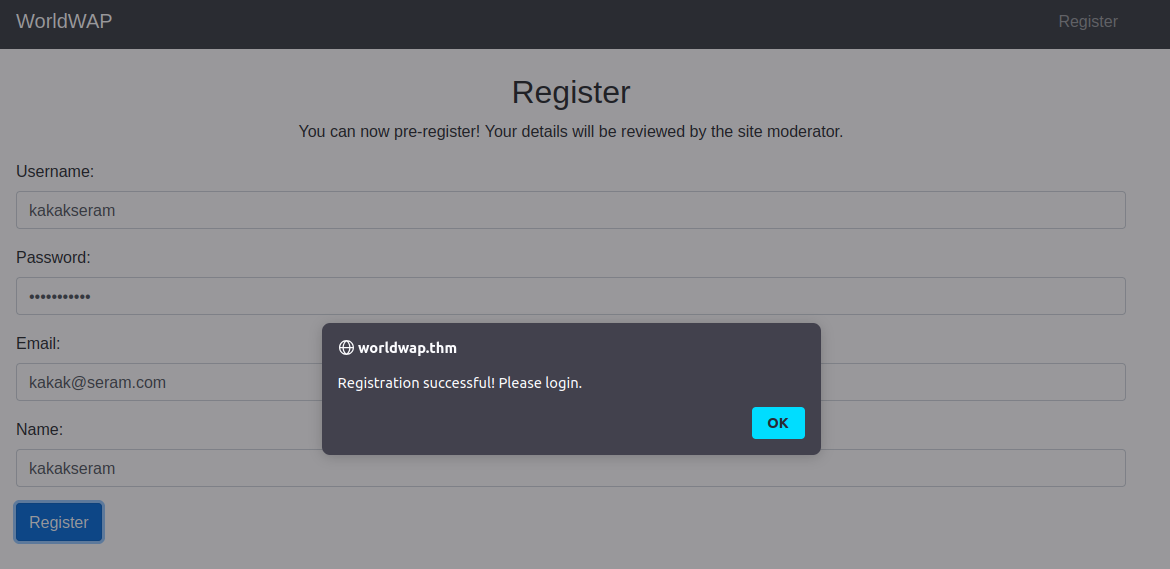 WorldWAP Register
Register
You can now pre-register! Your details will be reviewed by the site moderator.
Username:
kakakseram
Password:
•••••••••••
Email:
kakak@seram.com
Name:
kakakseram
Register
worldwap.thm
Registration successful! Please login.
OK